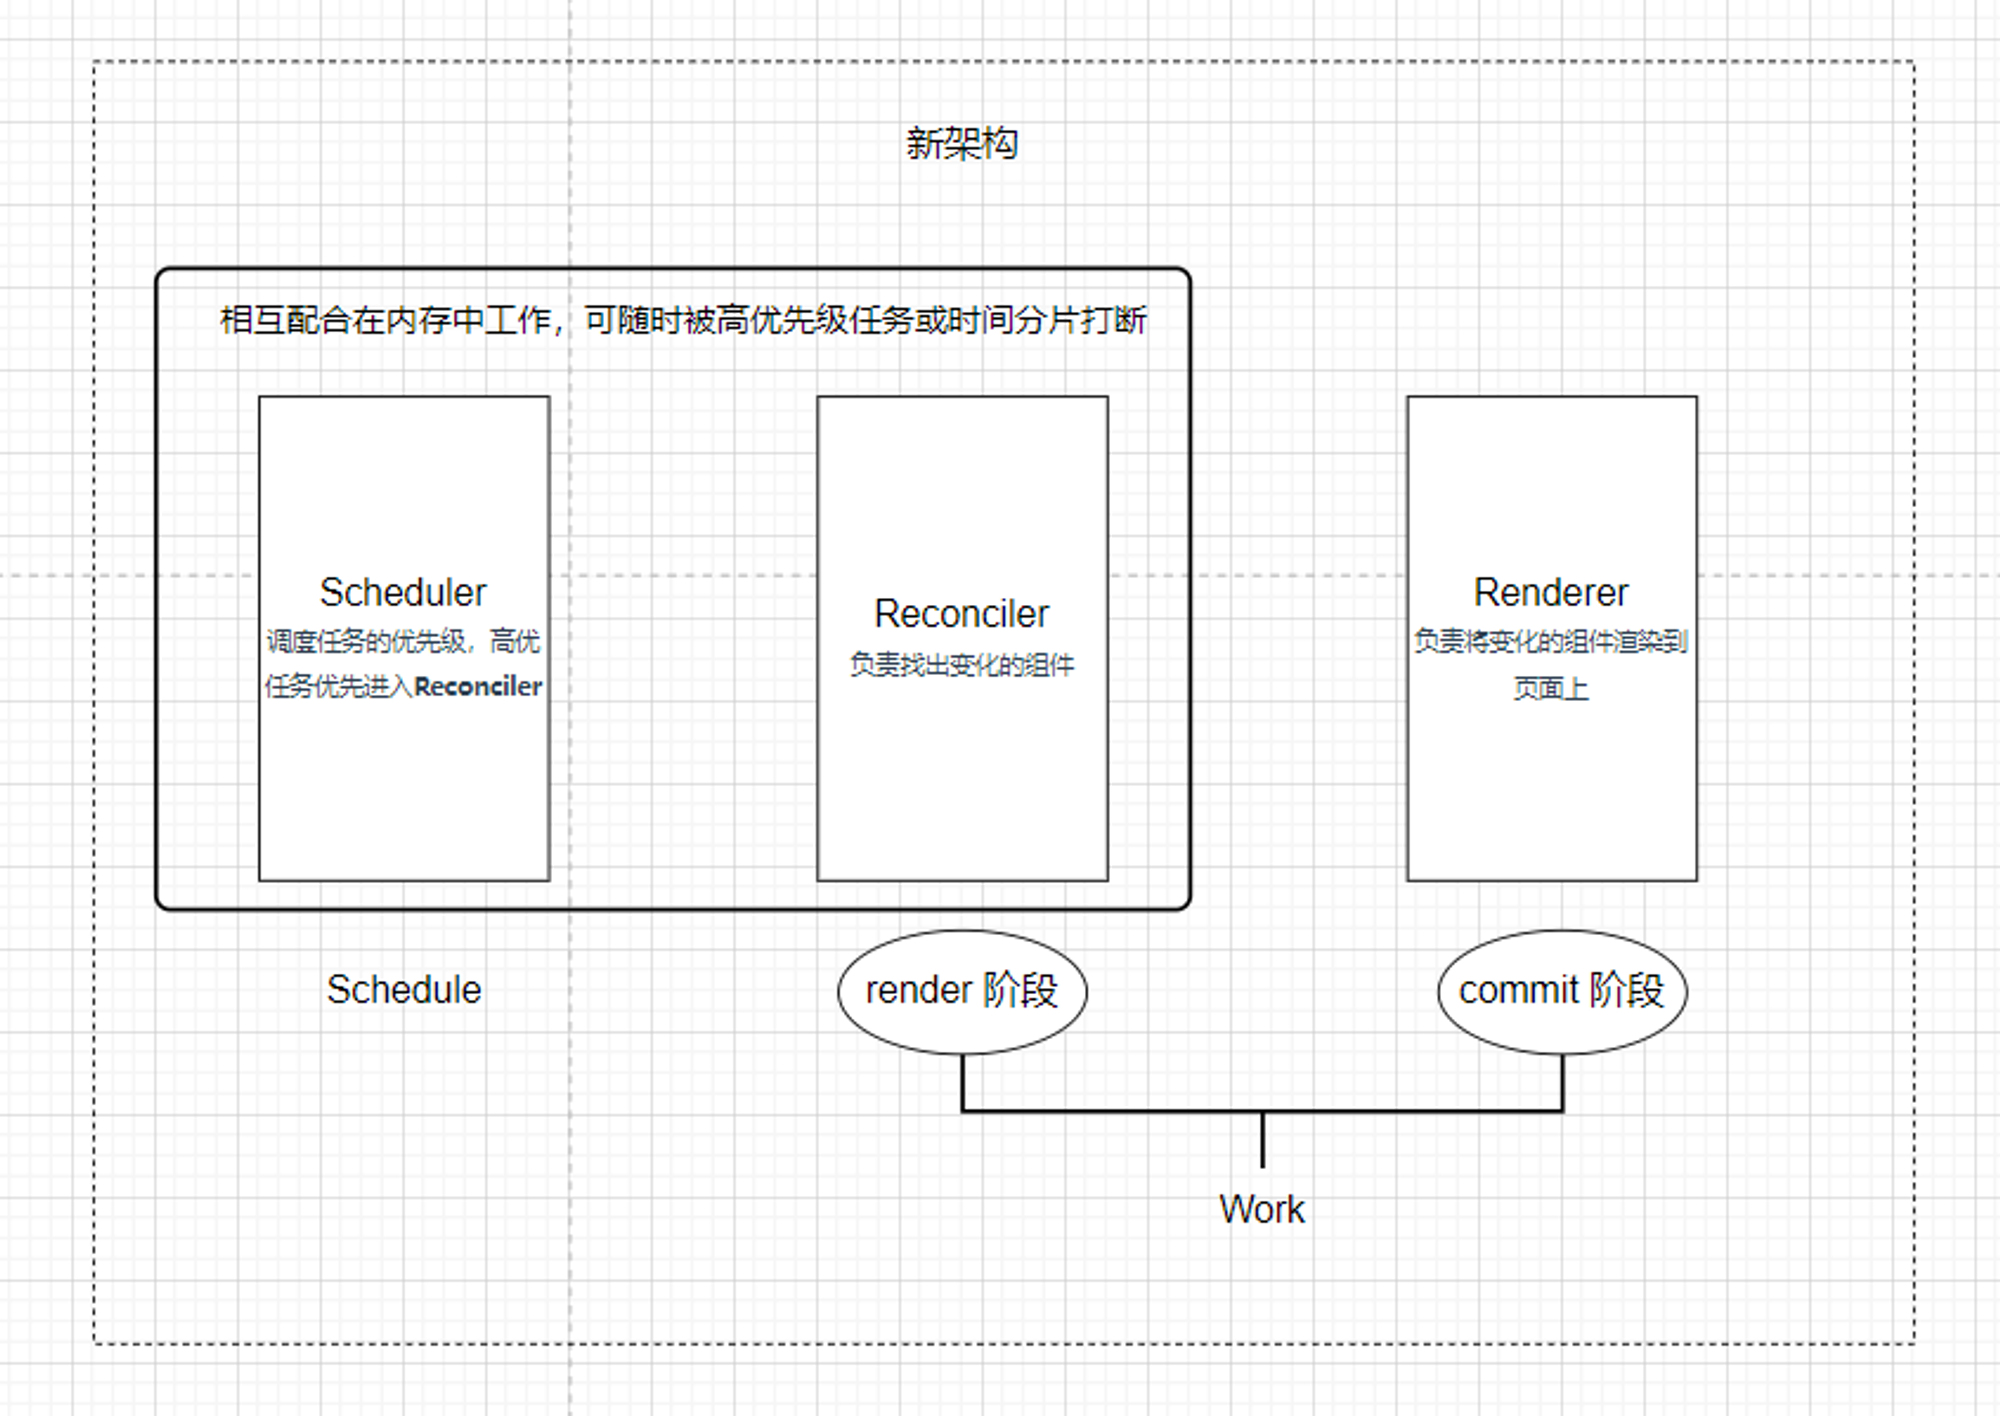 新架构
相互配合在内存中工作，可随时被高优先级任务或时间分片打断
Scheduler
调度任务的优先级，高优
任务优先进入Reconciler
Reconciler
负责找出变化的组件
Renderer
负责将变化的组件渲染到
页面上
Schedule
render 阶段
commit 阶段
Work